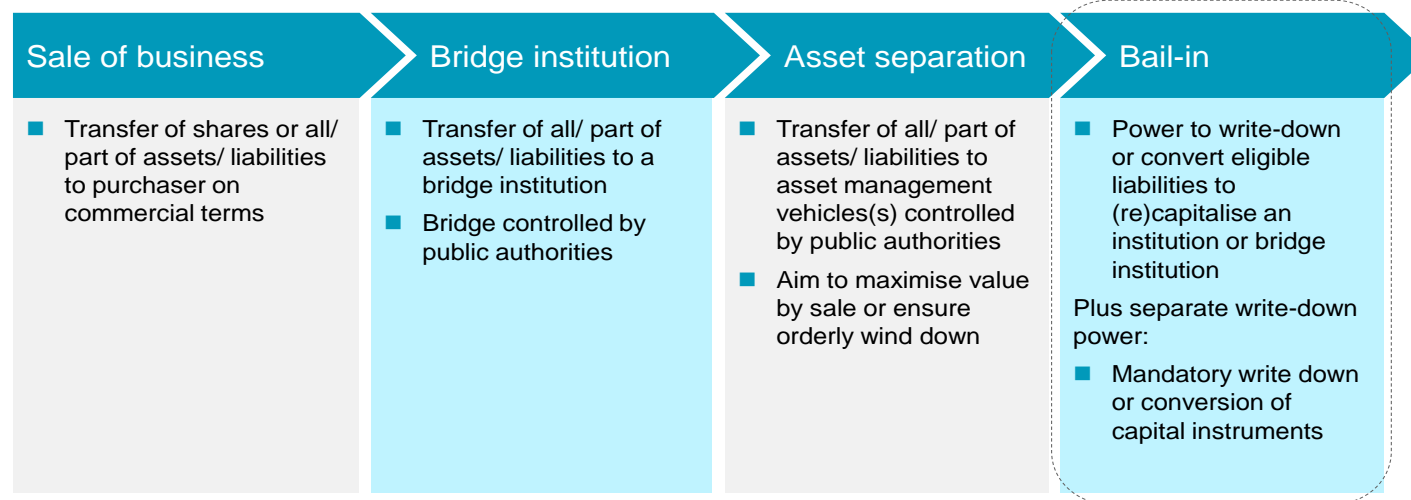 Sale of business
Transfer of shares or all/
part of assets/ liabilities
to purchaser on
commercial terms
Bridge institution
Transfer of all/ part of
assets/ liabilities to a
bridge institution
Bridge controlled by
public authorities
Asset separation
Transfer of all/ part of
assets/ liabilities to
asset management
vehicles(s) controlled
by public authorities
Aim to maximise value
by sale or ensure
orderly wind down
Bail-in
Power to write-down
or convert eligible
liabilities to
(re)capitalise an
institution or bridge
institution
Plus separate write-down
power:
Mandatory write down
or conversion of
capital instruments